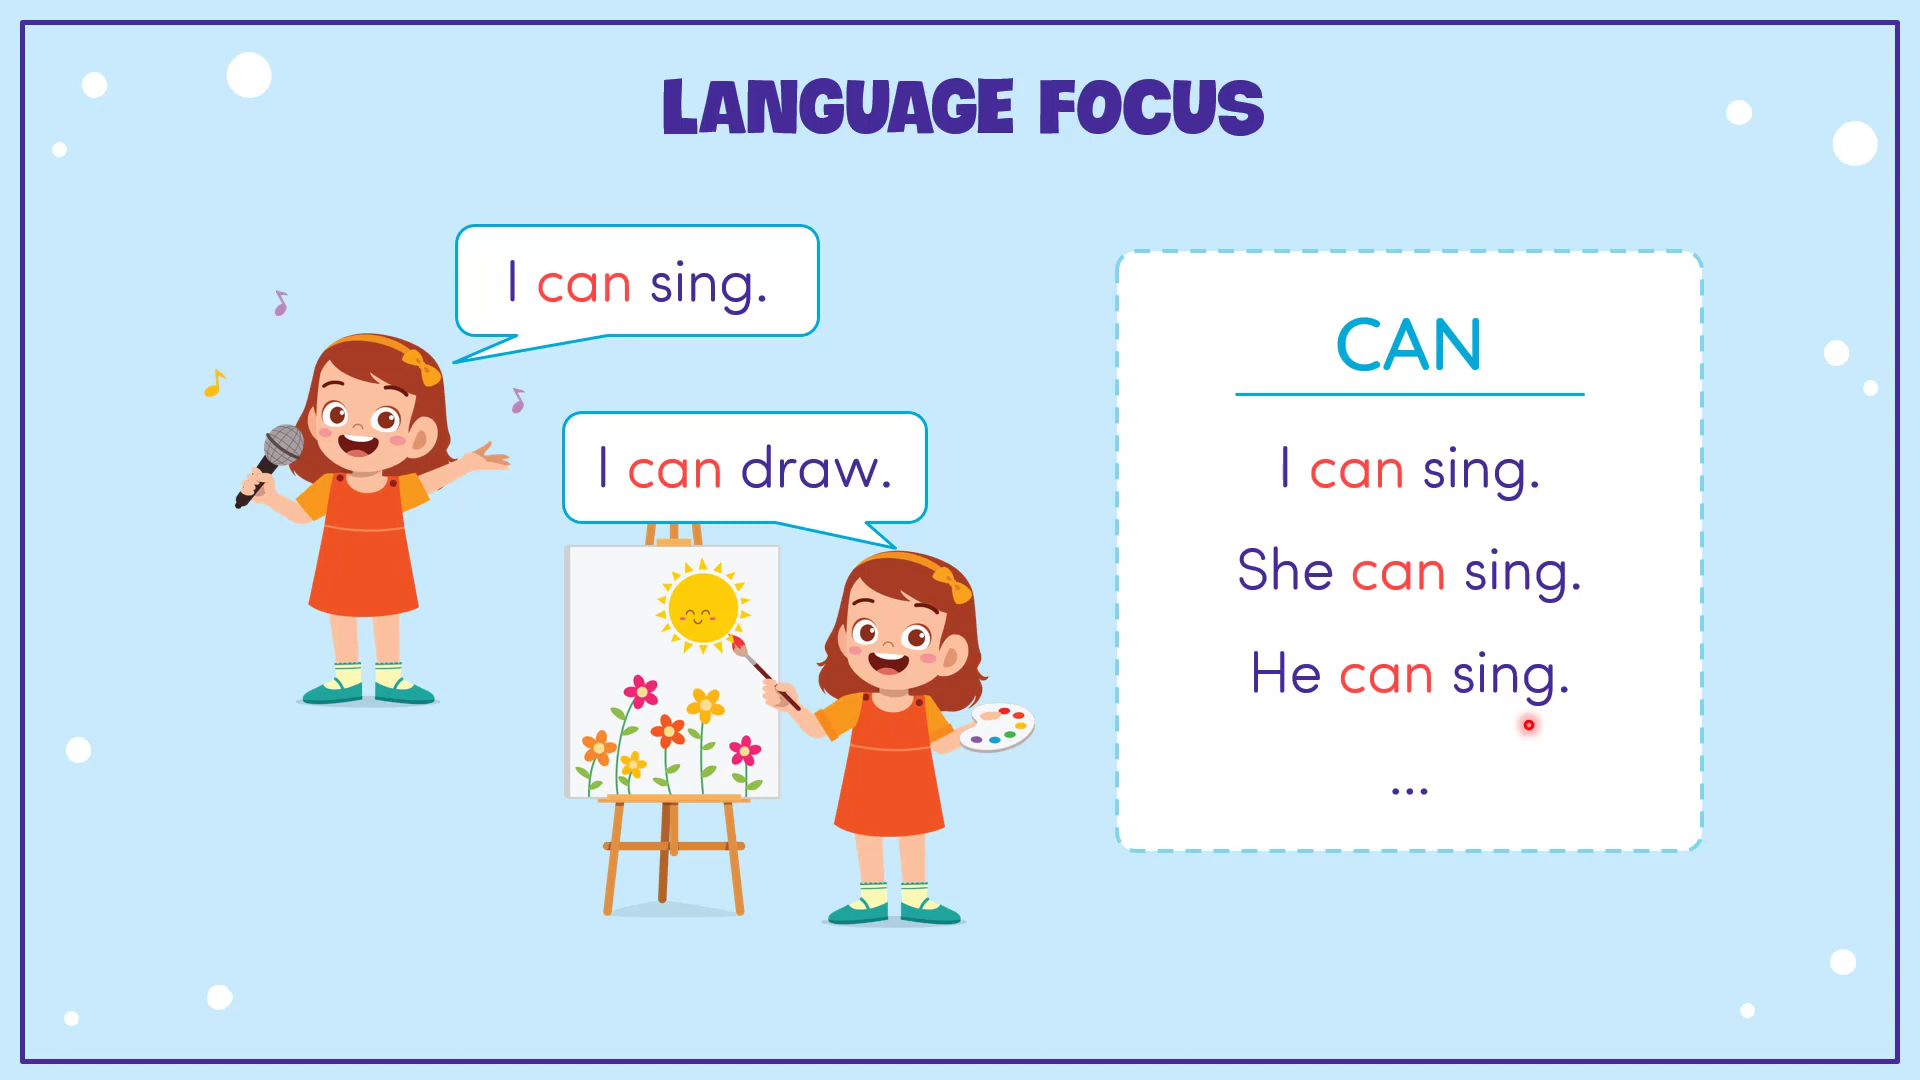 LANGUAGE FOCUS
I can sing.
I can draw.
CAN
I can sing.
She can sing.
He can sing.
...